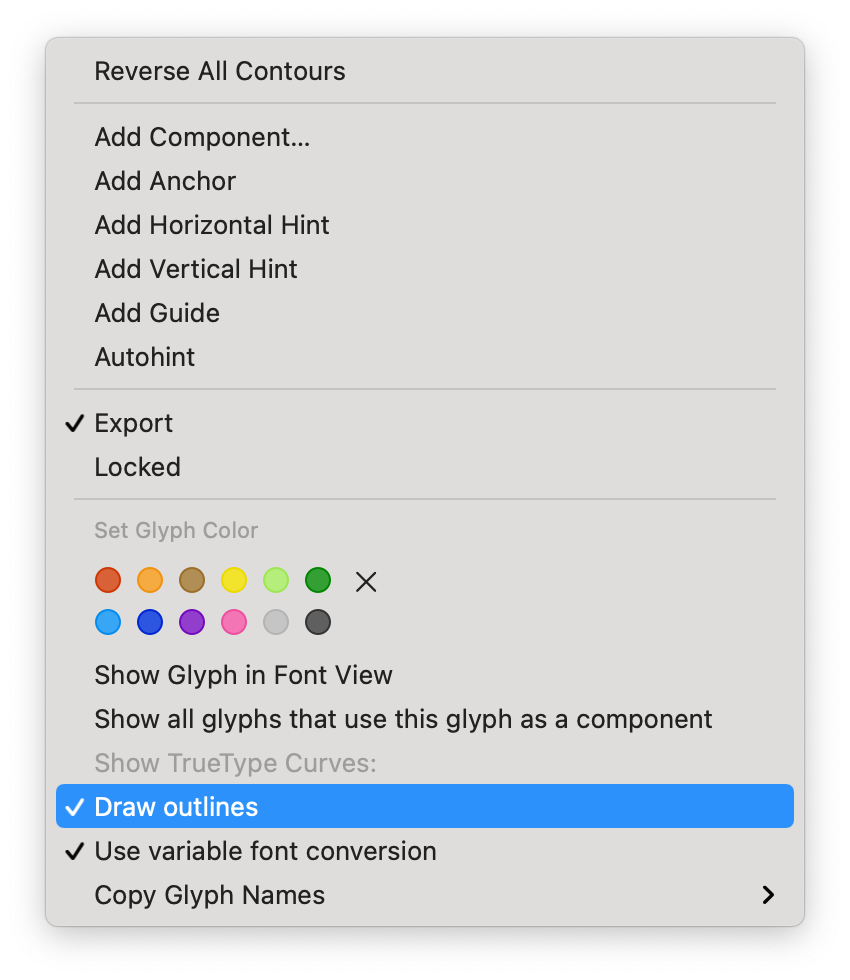 Reverse All Contours
Add Component...
Add Anchor
Add Horizontal Hint
Add Vertical Hint
Add Guide
Autohint
Export
Locked
Set Glyph Color
Show Glyph in Font View
Show all glyphs that use this glyph as a component
Show TrueType Curves:
Draw outlines
Use variable font conversion
Copy Glyph Names